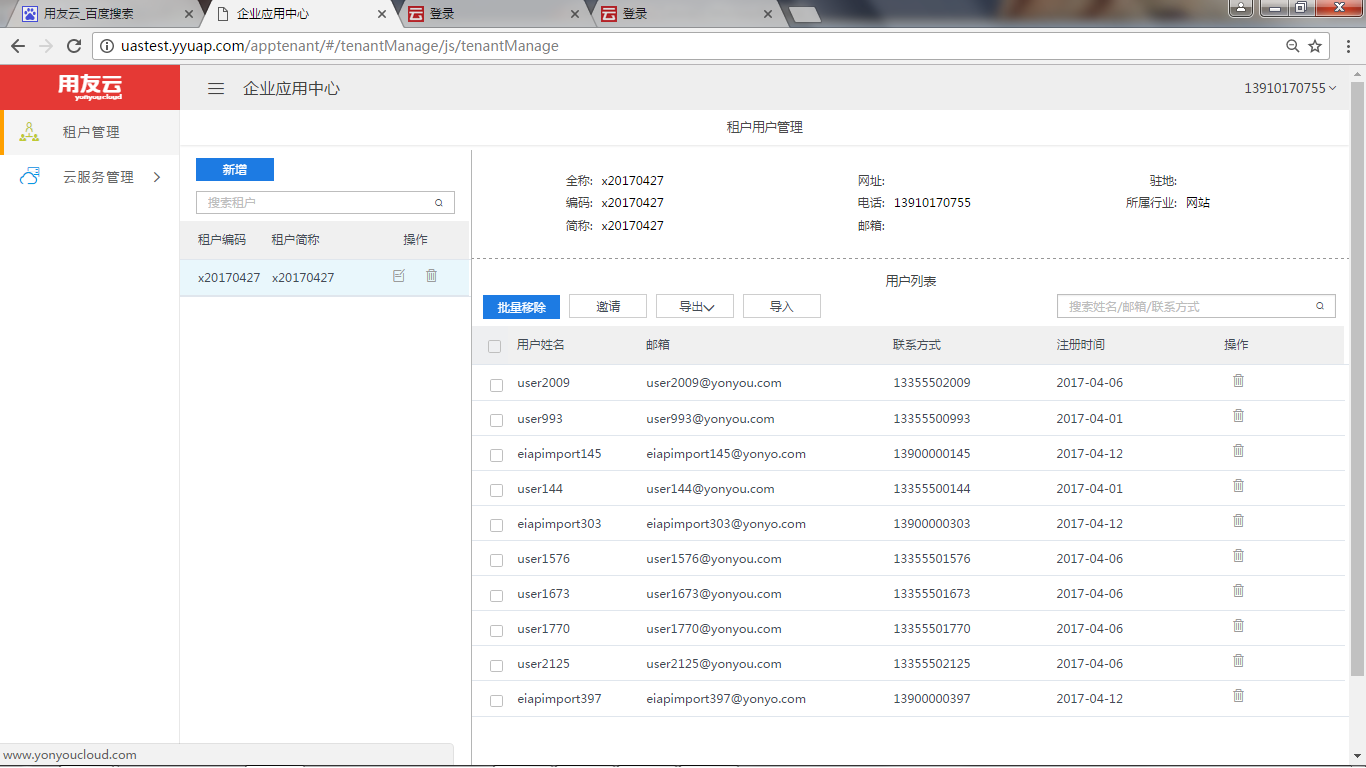 用友云_百度搜索 企业应用中心 登录 登录
uastest.yyuap.com/apptenant/#/tenantManage/js/tenantManage
用友云
yonyoucloud
企业应用中心
13910170755
租户管理
云服务管理
租户用户管理
新增
搜索租户
租户编码 租户简称 操作
x20170427 x20170427
全称: x20170427 网址: 驻地:
编码: x20170427 电话: 13910170755 所属行业: 网站
简称: x20170427 邮箱:
用户列表
批量移除 邀请 导出 导入 搜索姓名/邮箱/联系方式
用户姓名 邮箱 联系方式 注册时间 操作
user2009 user2009@yonyou.com 13355502009 2017-04-06
user993 user993@yonyou.com 13355500993 2017-04-01
eiapimport145 eiapimport145@yonyo.com 13900000145 2017-04-12
user144 user144@yonyou.com 13355500144 2017-04-01
eiapimport303 eiapimport303@yonyo.com 13900000303 2017-04-12
user1576 user1576@yonyou.com 13355501576 2017-04-06
user1673 user1673@yonyou.com 13355501673 2017-04-06
user1770 user1770@yonyou.com 13355501770 2017-04-06
user2125 user2125@yonyou.com 13355502125 2017-04-06
eiapimport397 eiapimport397@yonyo.com 13900000397 2017-04-12
www.yonyoucloud.com